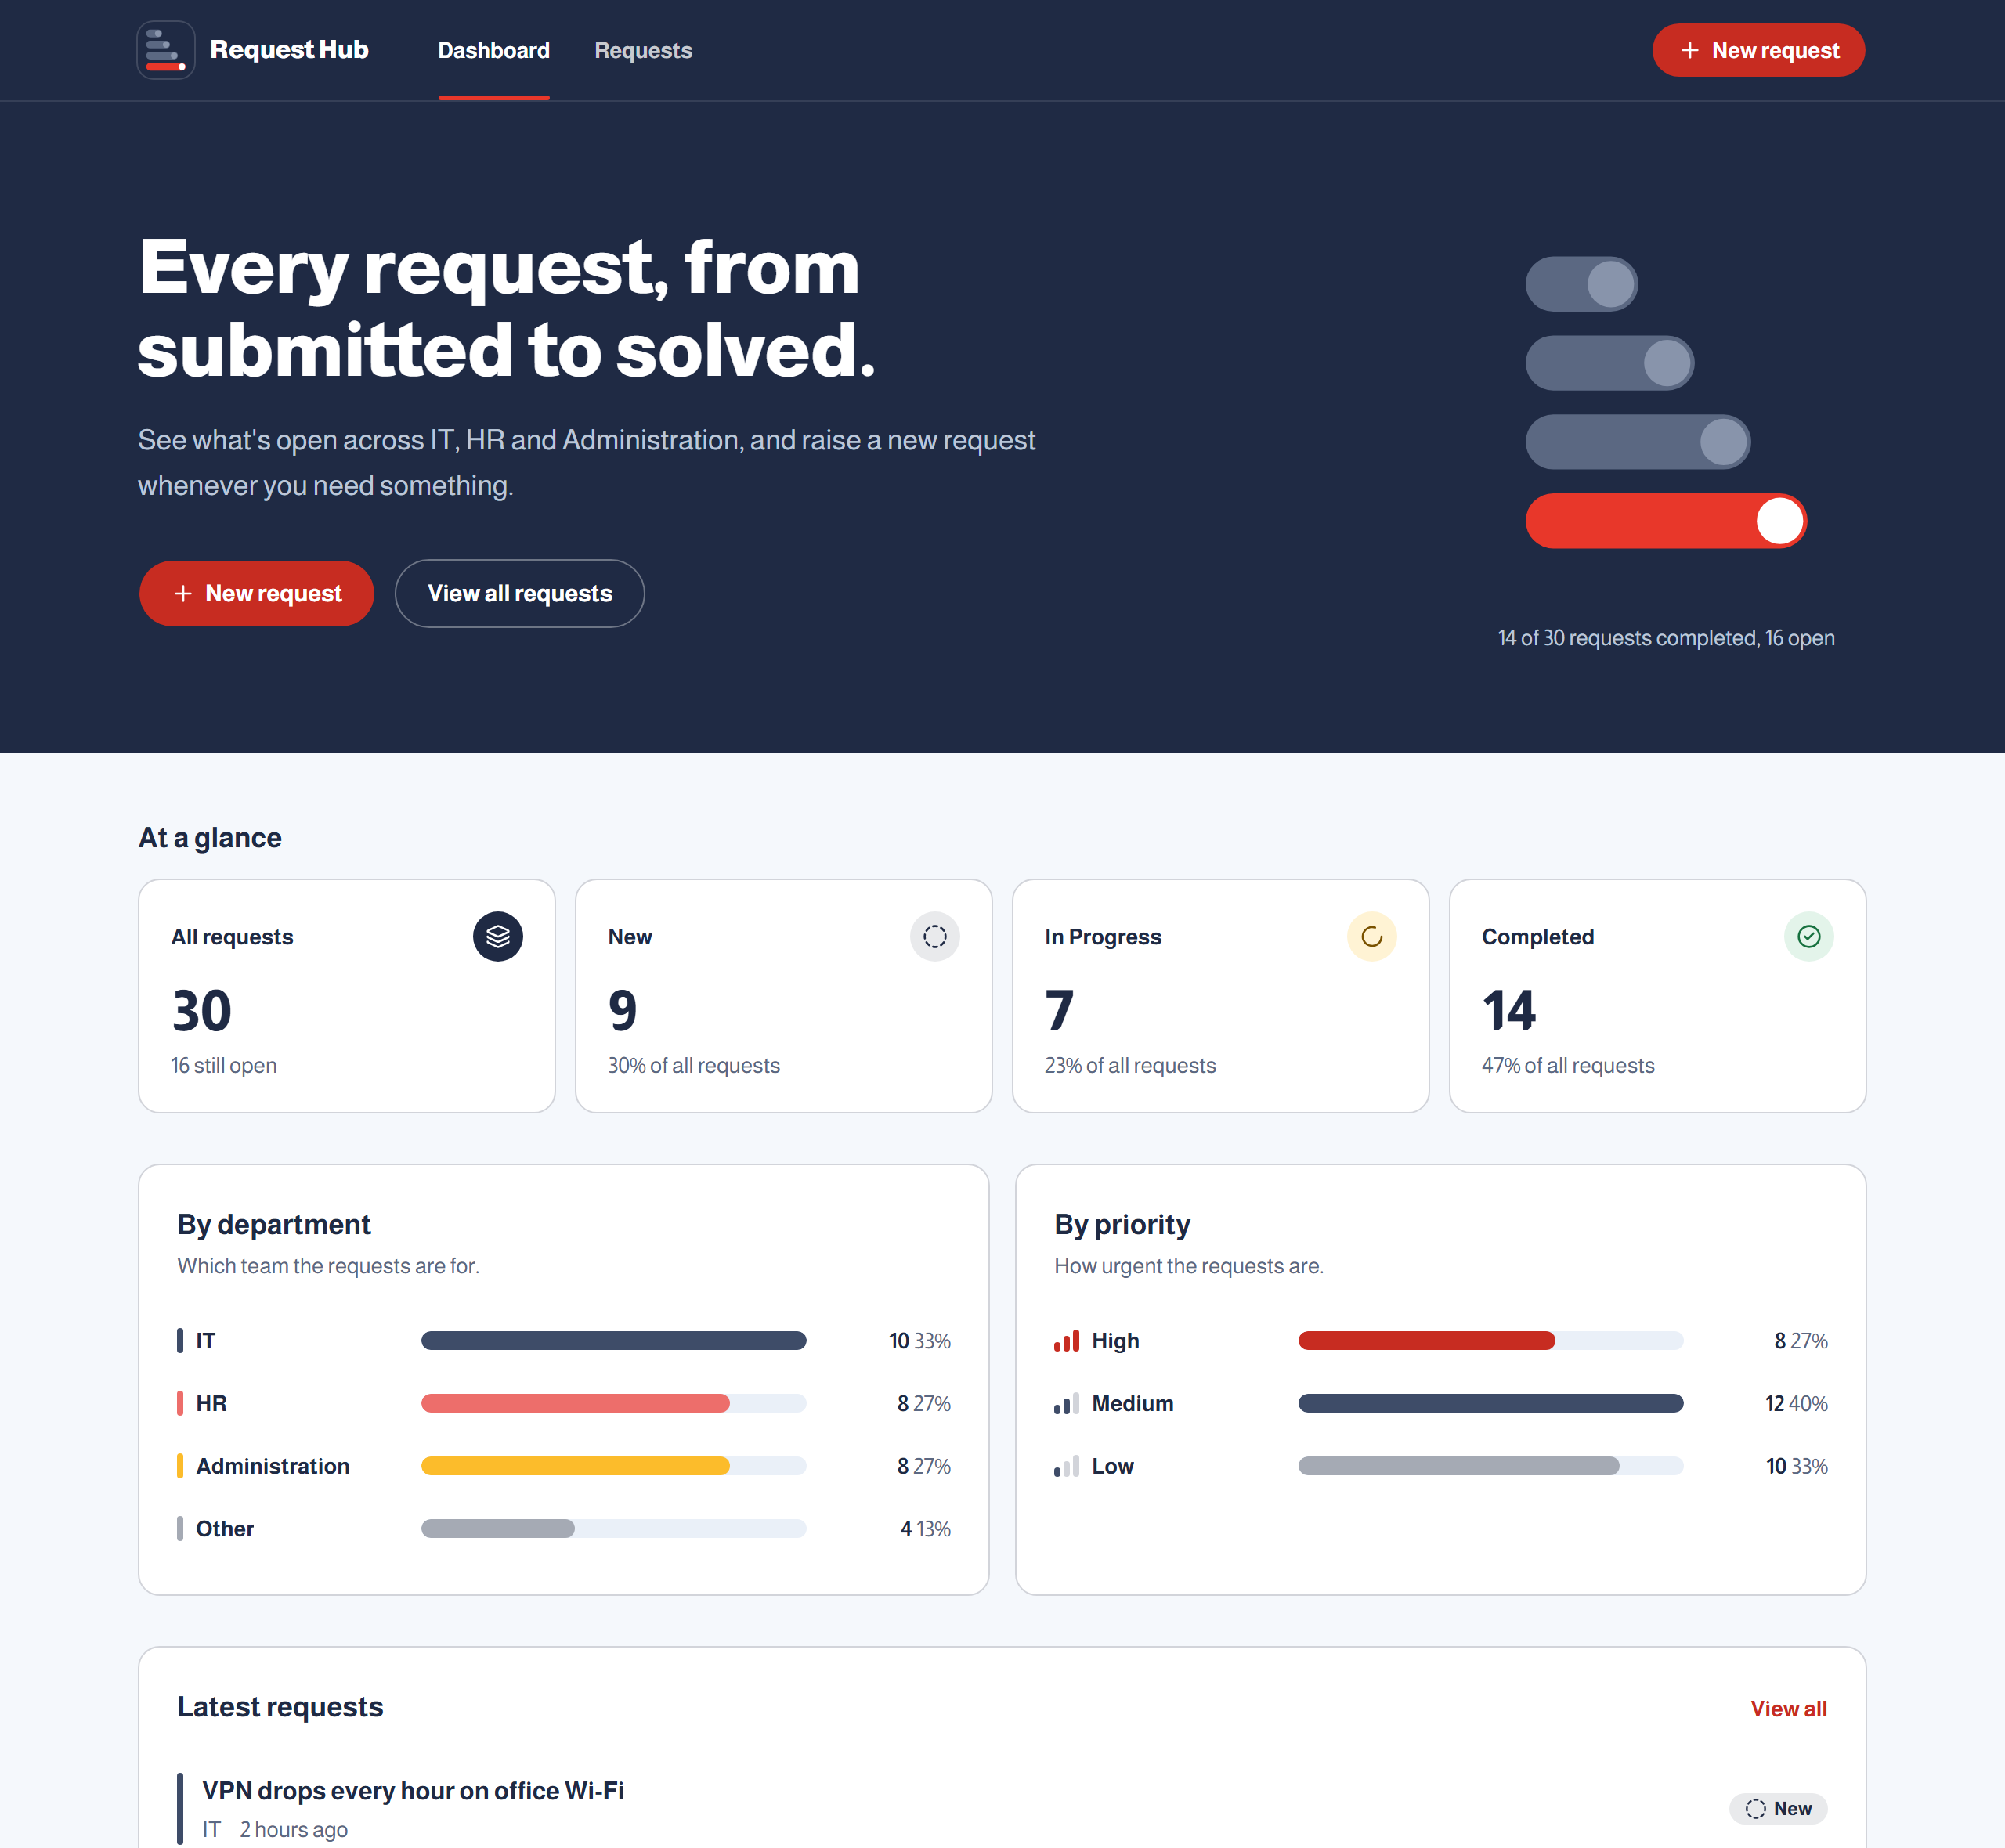 Request Hub
Dashboard
Requests
+ New request
Every request, from
submitted to solved.
See what's open across IT, HR and Administration, and raise a new request
whenever you need something.
+ New request
View all requests
14 of 30 requests completed, 16 open
At a glance
All requests
30
16 still open
New
9
30% of all requests
In Progress
7
23% of all requests
Completed
14
47% of all requests
By department
Which team the requests are for.
IT
10 33%
HR
8 27%
Administration
8 27%
Other
4 13%
By priority
How urgent the requests are.
High
8 27%
Medium
12 40%
Low
10 33%
Latest requests
View all
VPN drops every hour on office Wi-Fi
IT 2 hours ago
New